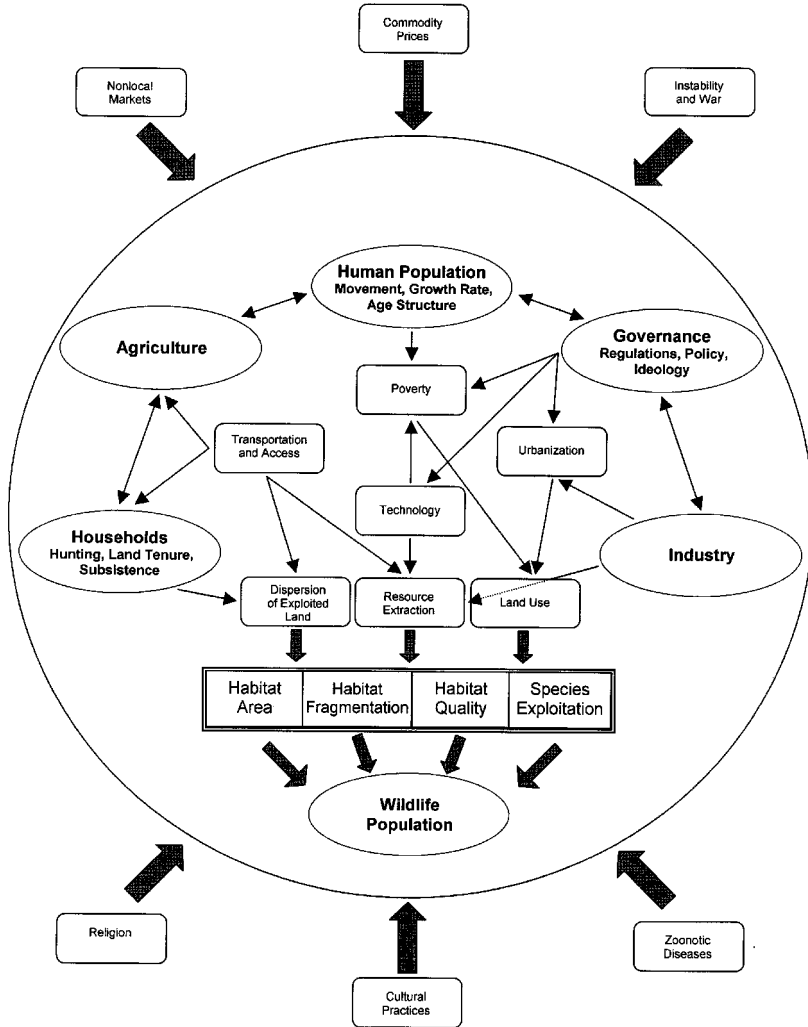 Commodity
Prices
Nonlocal
Markets
Instability
and War
Human Population
Movement, Growth Rate,
Age Structure
Agriculture
Governance
Regulations, Policy,
Ideology
Poverty
Transportation
and Access
Urbanization
Technology
Households
Hunting, Land Tenure,
Subsistence
Industry
Dispersion
of Exploited
Land
Resource
Extraction
Land Use
Habitat
Area
Habitat
Fragmentation
Habitat
Quality
Species
Exploitation
Wildlife
Population
Religion
Cultural
Practices
Zoonotic
Diseases